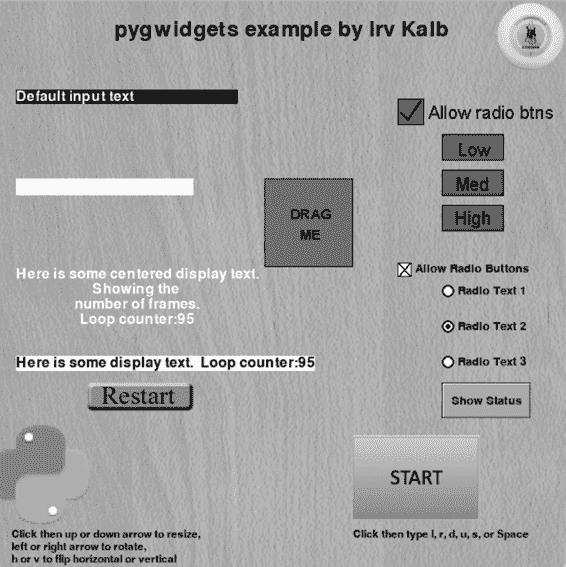 pygwidgets example by Irv Kalb
Default input text
Allow radio btns
Low
Med
High
DRAG
ME
Here is some centered display text.
Showing the
number of frames.
Loop counter:95
Allow Radio Buttons
Radio Text 1
Radio Text 2
Radio Text 3
Here is some display text.  Loop counter:95
Restart
Show Status
START
Click then up or down arrow to resize,
left or right arrow to rotate,
h or v to flip horizontal or vertical
Click then type l, r, d, u, s, or Space